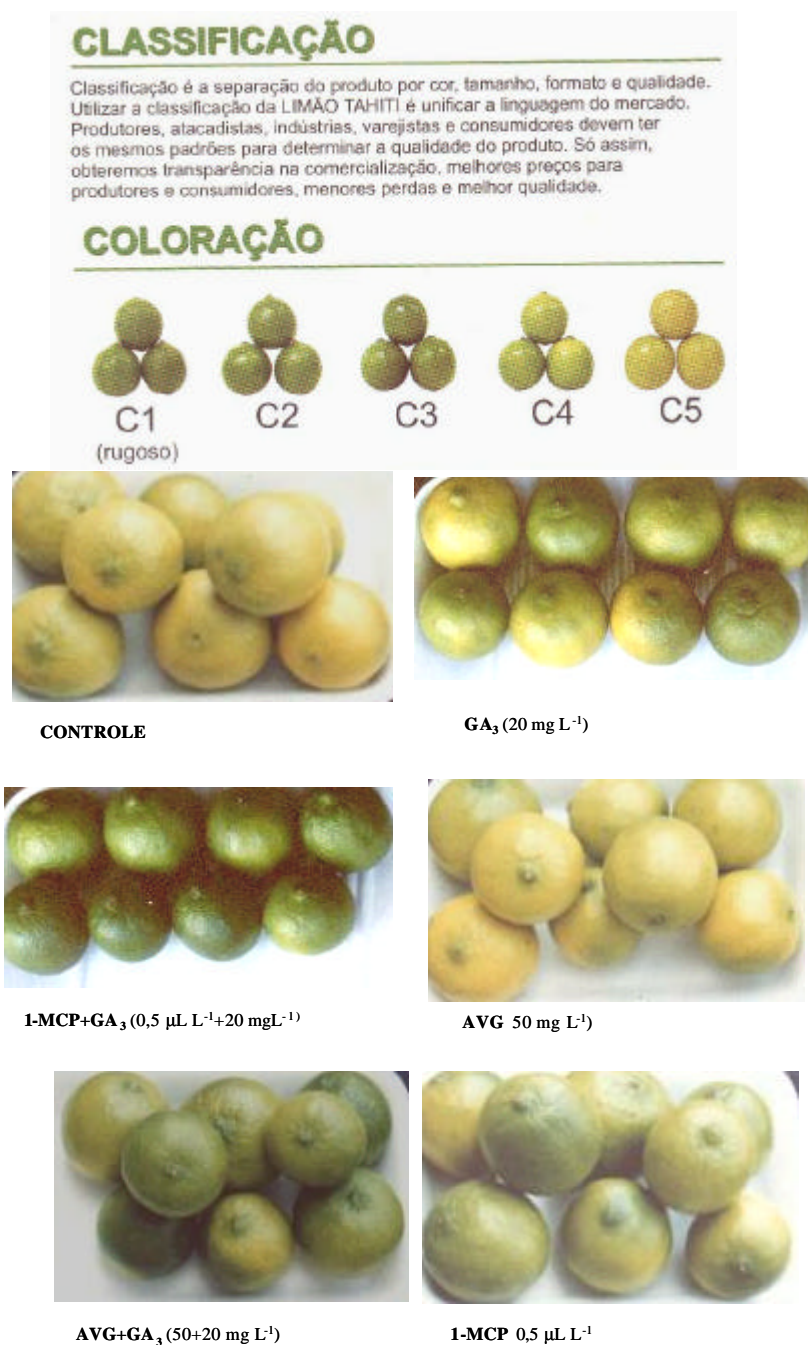 CLASSIFICAÇÃO
Classificação é a separação do produto por cor, tamanho, formato e qualidade.
Utilizar a classificação da LIMÃO TAHITI é unificar a linguagem do mercado.
Produtores, atacadistas, indústrias, varejistas e consumidores devem ter
os mesmos padrões para determinar a qualidade do produto. Só assim,
obteremos transparência na comercialização, melhores preços para
produtores e consumidores, menores perdas e melhor qualidade.
COLORAÇÃO
C1 C2 C3 C4 C5
(rugoso)
CONTROLE
GA₃ (20 mg L⁻¹)
1-MCP+GA₃ (0,5 µL L⁻¹+20 mgL⁻¹⁾
AVG 50 mg L⁻¹)
AVG+GA₃ (50+20 mg L⁻¹)
1-MCP 0,5 µL L⁻¹